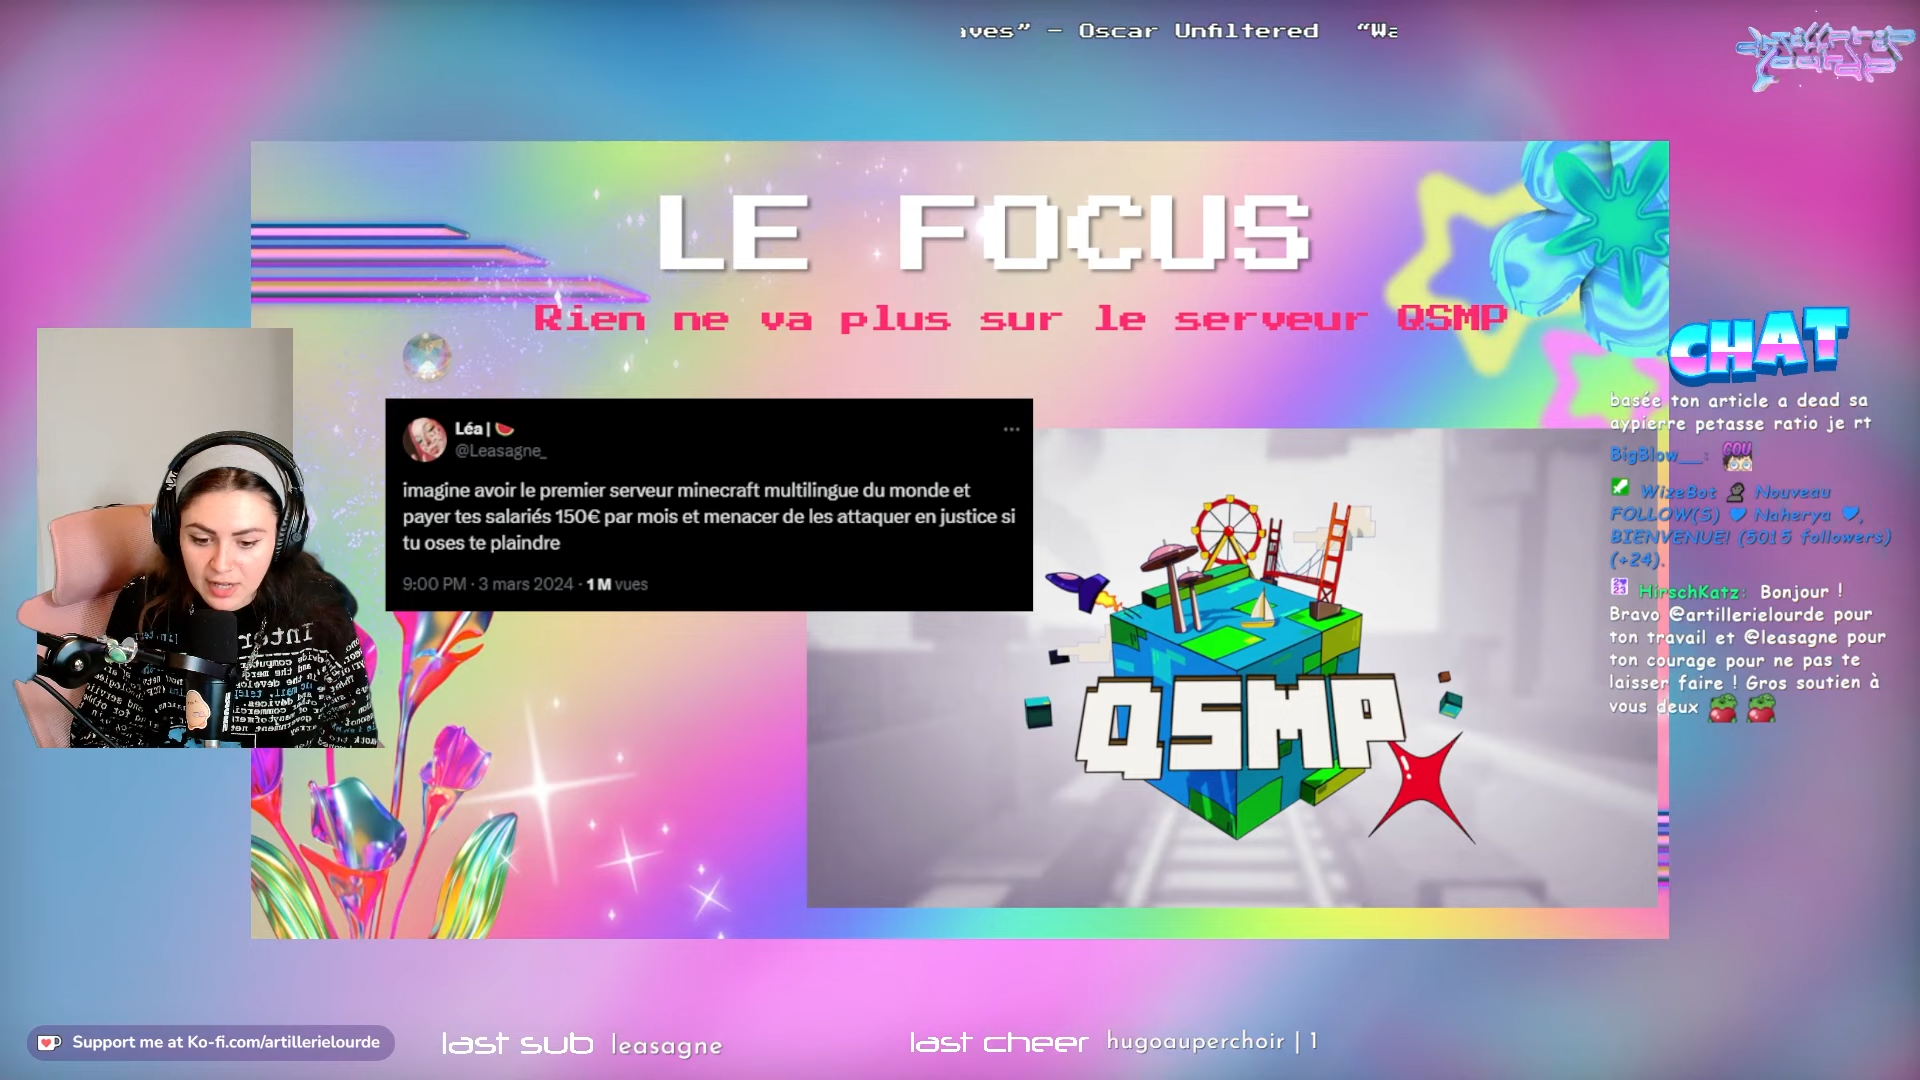 ves” – Oscar Unfiltered “Wa
LE FOCUS
Rien ne va plus sur le serveur QSMP
Léa | 🍉
@Leasagne_
imagine avoir le premier serveur minecraft multilingue du monde et
payer tes salariés 150€ par mois et menacer de les attaquer en justice si
tu oses te plaindre
9:00 PM · 3 mars 2024 · 1 M vues
QSMP
CHAT
basée ton article a dead sa
aypierre petasse ratio je rt
BigBlow__:
WizeBot Nouveau
FOLLOW(S) 💙 Naherya 💙,
BIENVENUE! (5015 followers)
(+24).
HirschKatz: Bonjour !
Bravo @artillerielourde pour
ton travail et @leasagne pour
ton courage pour ne pas te
laisser faire ! Gros soutien à
vous deux
Support me at Ko-fi.com/artillerielourde
last sub leasagne
last cheer hugoauperchoir | 1